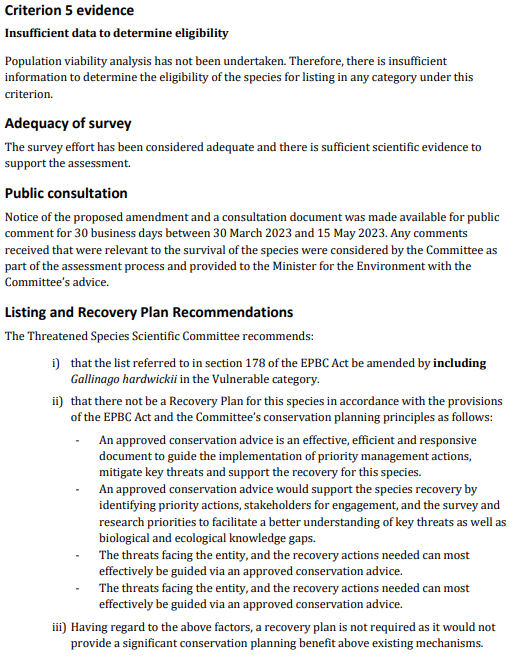 Criterion 5 evidence
Insufficient data to determine eligibility
Population viability analysis has not been undertaken. Therefore, there is insufficient
information to determine the eligibility of the species for listing in any category under this
criterion.
Adequacy of survey
The survey effort has been considered adequate and there is sufficient scientific evidence to
support the assessment.
Public consultation
Notice of the proposed amendment and a consultation document was made available for public
comment for 30 business days between 30 March 2023 and 15 May 2023. Any comments
received that were relevant to the survival of the species were considered by the Committee as
part of the assessment process and provided to the Minister for the Environment with the
Committee's advice.
Listing and Recovery Plan Recommendations
The Threatened Species Scientific Committee recommends:
i) that the list referred to in section 178 of the EPBC Act be amended by including
Gallinago hardwickii in the Vulnerable category.
ii) that there not be a Recovery Plan for this species in accordance with the provisions
of the EPBC Act and the Committee's conservation planning principles as follows:
- An approved conservation advice is an effective, efficient and responsive
document to guide the implementation of priority management actions,
mitigate key threats and support the recovery for this species.
- An approved conservation advice would support the species recovery by
identifying priority actions, stakeholders for engagement, and the survey and
research priorities to facilitate a better understanding of key threats as well as
biological and ecological knowledge gaps.
- The threats facing the entity, and the recovery actions needed can most
effectively be guided via an approved conservation advice.
- The threats facing the entity, and the recovery actions needed can most
effectively be guided via an approved conservation advice.
iii) Having regard to the above factors, a recovery plan is not required as it would not
provide a significant conservation planning benefit above existing mechanisms.